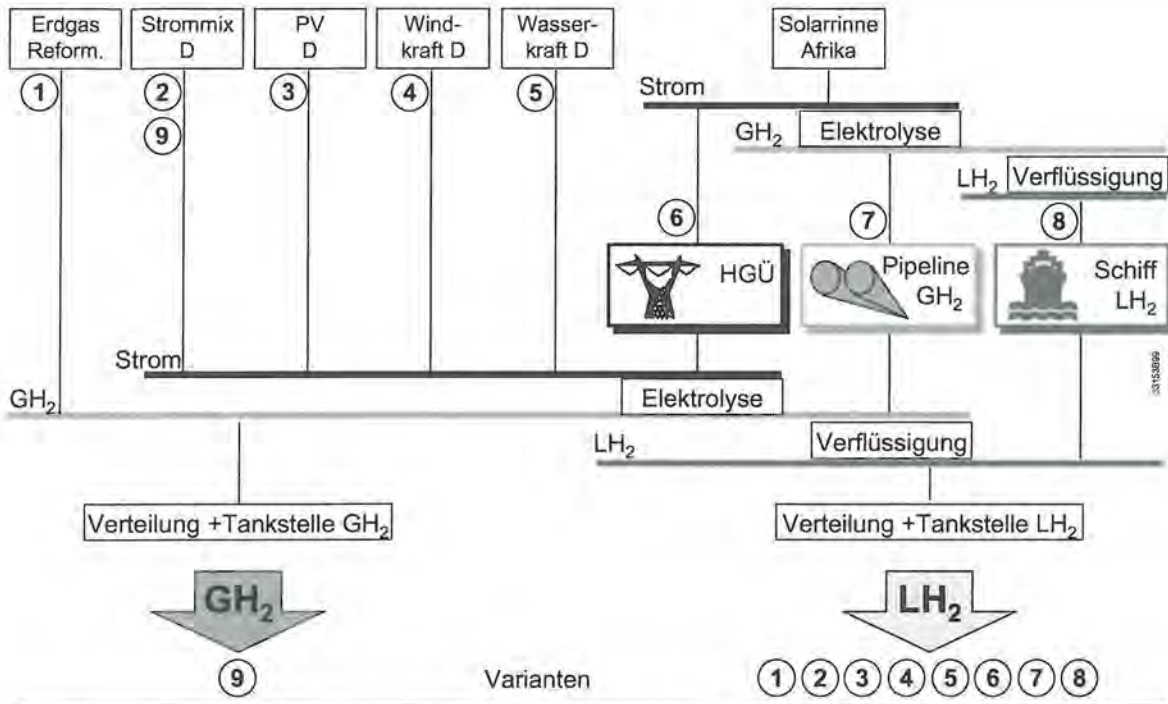 Erdgas
Reform.
Strommix
D
PV
D
Wind-
kraft D
Wasser-
kraft D
Solarrinne
Afrika
1
2
3
4
5
9
Strom
GH₂
Elektrolyse
LH₂
Verflüssigung
6
7
8
HGÜ
Pipeline
GH₂
Schiff
LH₂
33153B99
Strom
GH₂
Elektrolyse
LH₂
Verflüssigung
Verteilung +Tankstelle GH₂
Verteilung +Tankstelle LH₂
GH₂
LH₂
9
Varianten
1 2 3 4 5 6 7 8